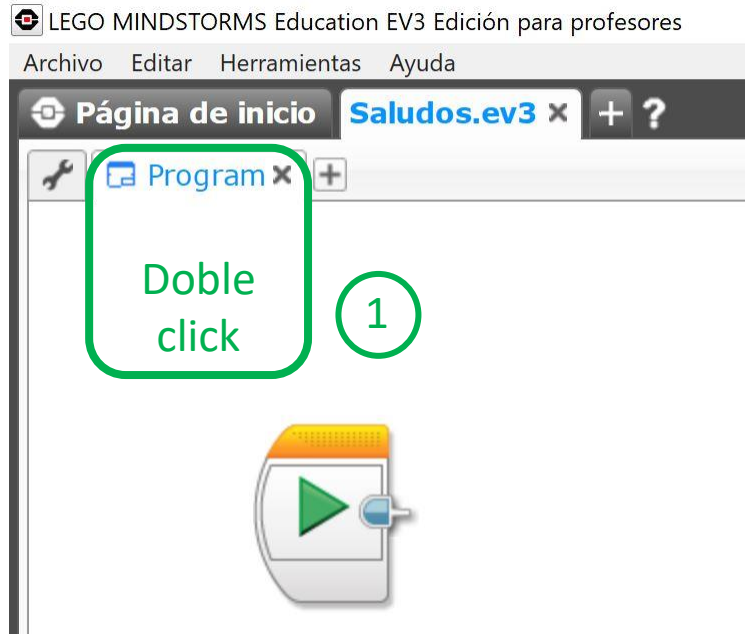 LEGO MINDSTORMS Education EV3 Edición para profesores
Archivo Editar Herramientas Ayuda
Página de inicio Saludos.ev3 × + ?
Program × +
Doble
click
1